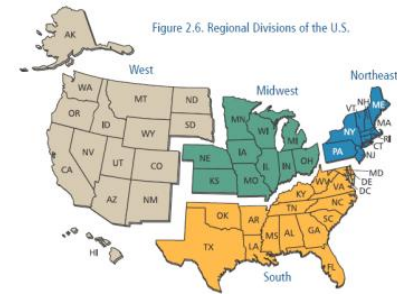 Figure 2.6. Regional Divisions of the U.S.
AK
West
Midwest
Northeast
WA
MT
ND
OR
ID
SD
WY
NV
UT
CO
CA
AZ
NM
HI
MN
WI
MI
NE
IA
IL
IN
OH
KS
MO
VT
NH
ME
NY
MA
RI
CT
PA
NJ
MD
DE
DC
WV
VA
KY
NC
TN
OK
AR
SC
MS
AL
GA
TX
LA
FL
South